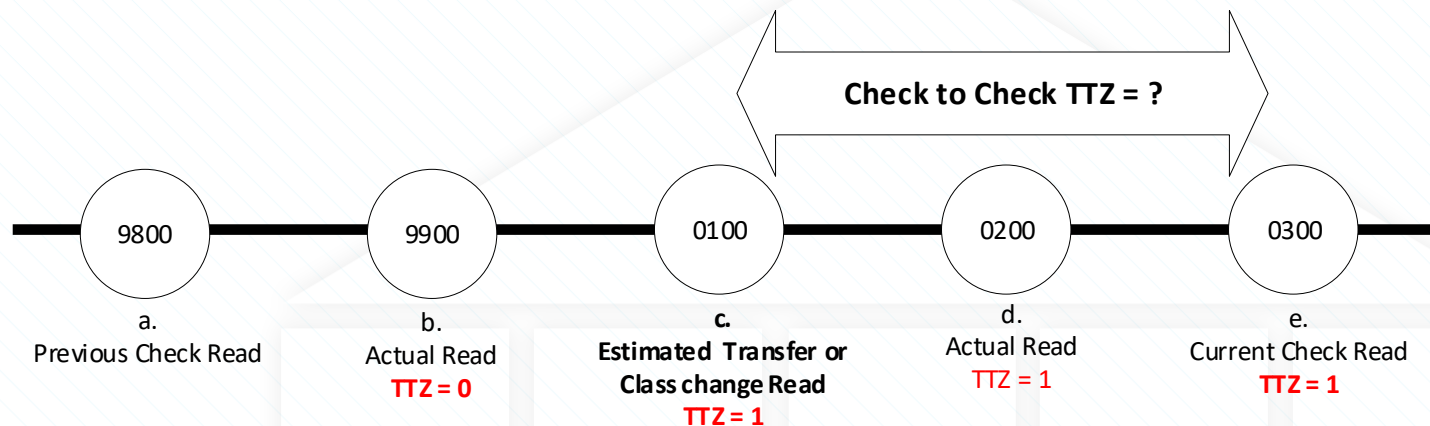 Check to Check TTZ = ?
9800
9900
0100
0200
0300
a.
Previous Check Read
b.
Actual Read
TTZ = 0
c.
Estimated Transfer or
Class change Read
TTZ = 1
d.
Actual Read
TTZ = 1
e.
Current Check Read
TTZ = 1